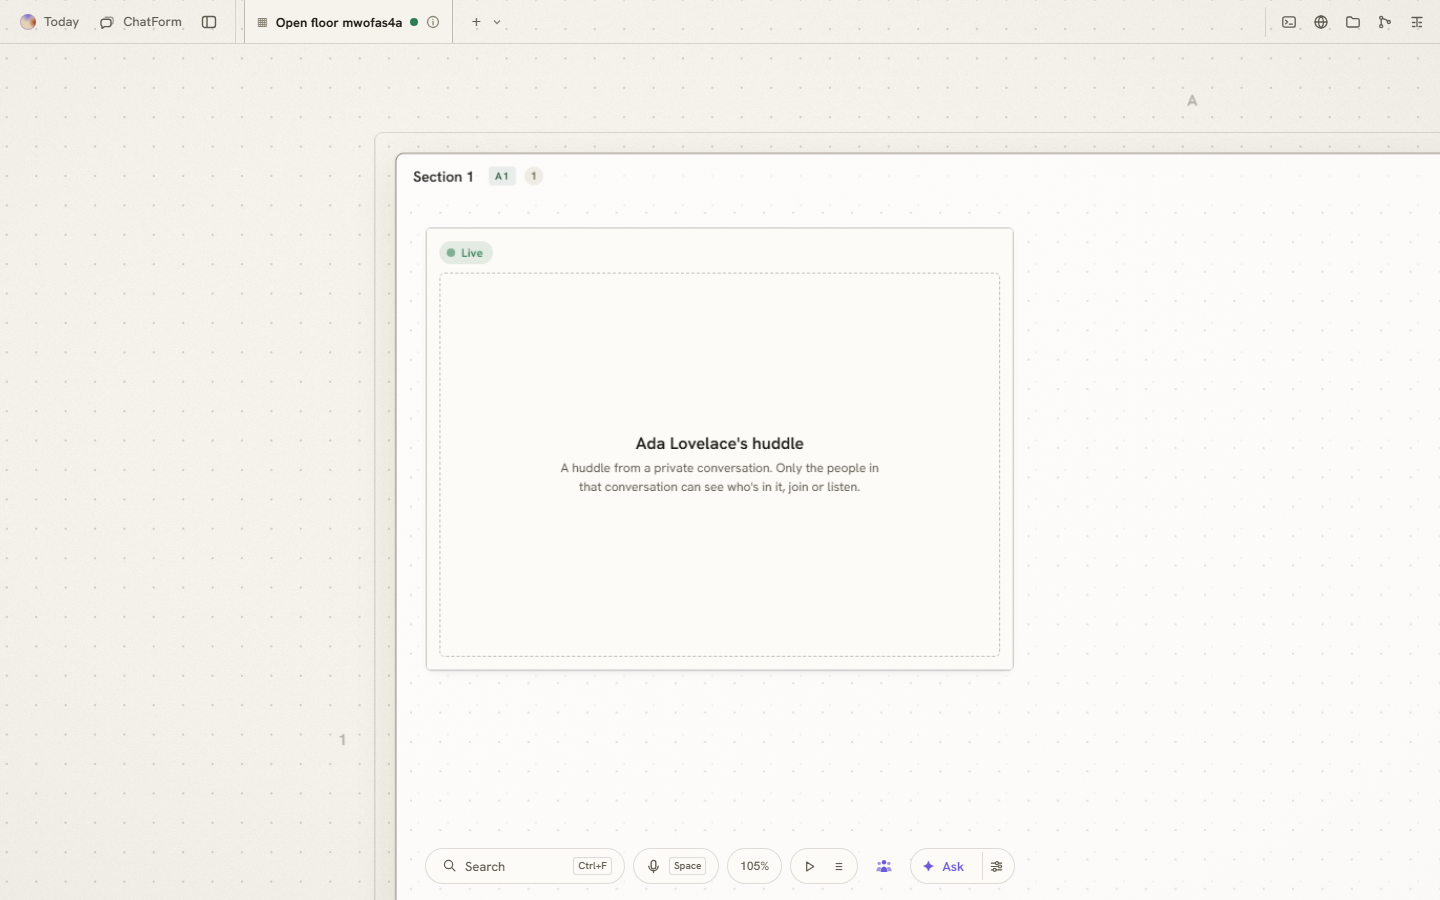 Today
ChatForm
Open floor mwofas4a
A
Section 1 A1 1
Live
Ada Lovelace's huddle
A huddle from a private conversation. Only the people in
that conversation can see who's in it, join or listen.
1
Search Ctrl+F
Space
105%
Ask